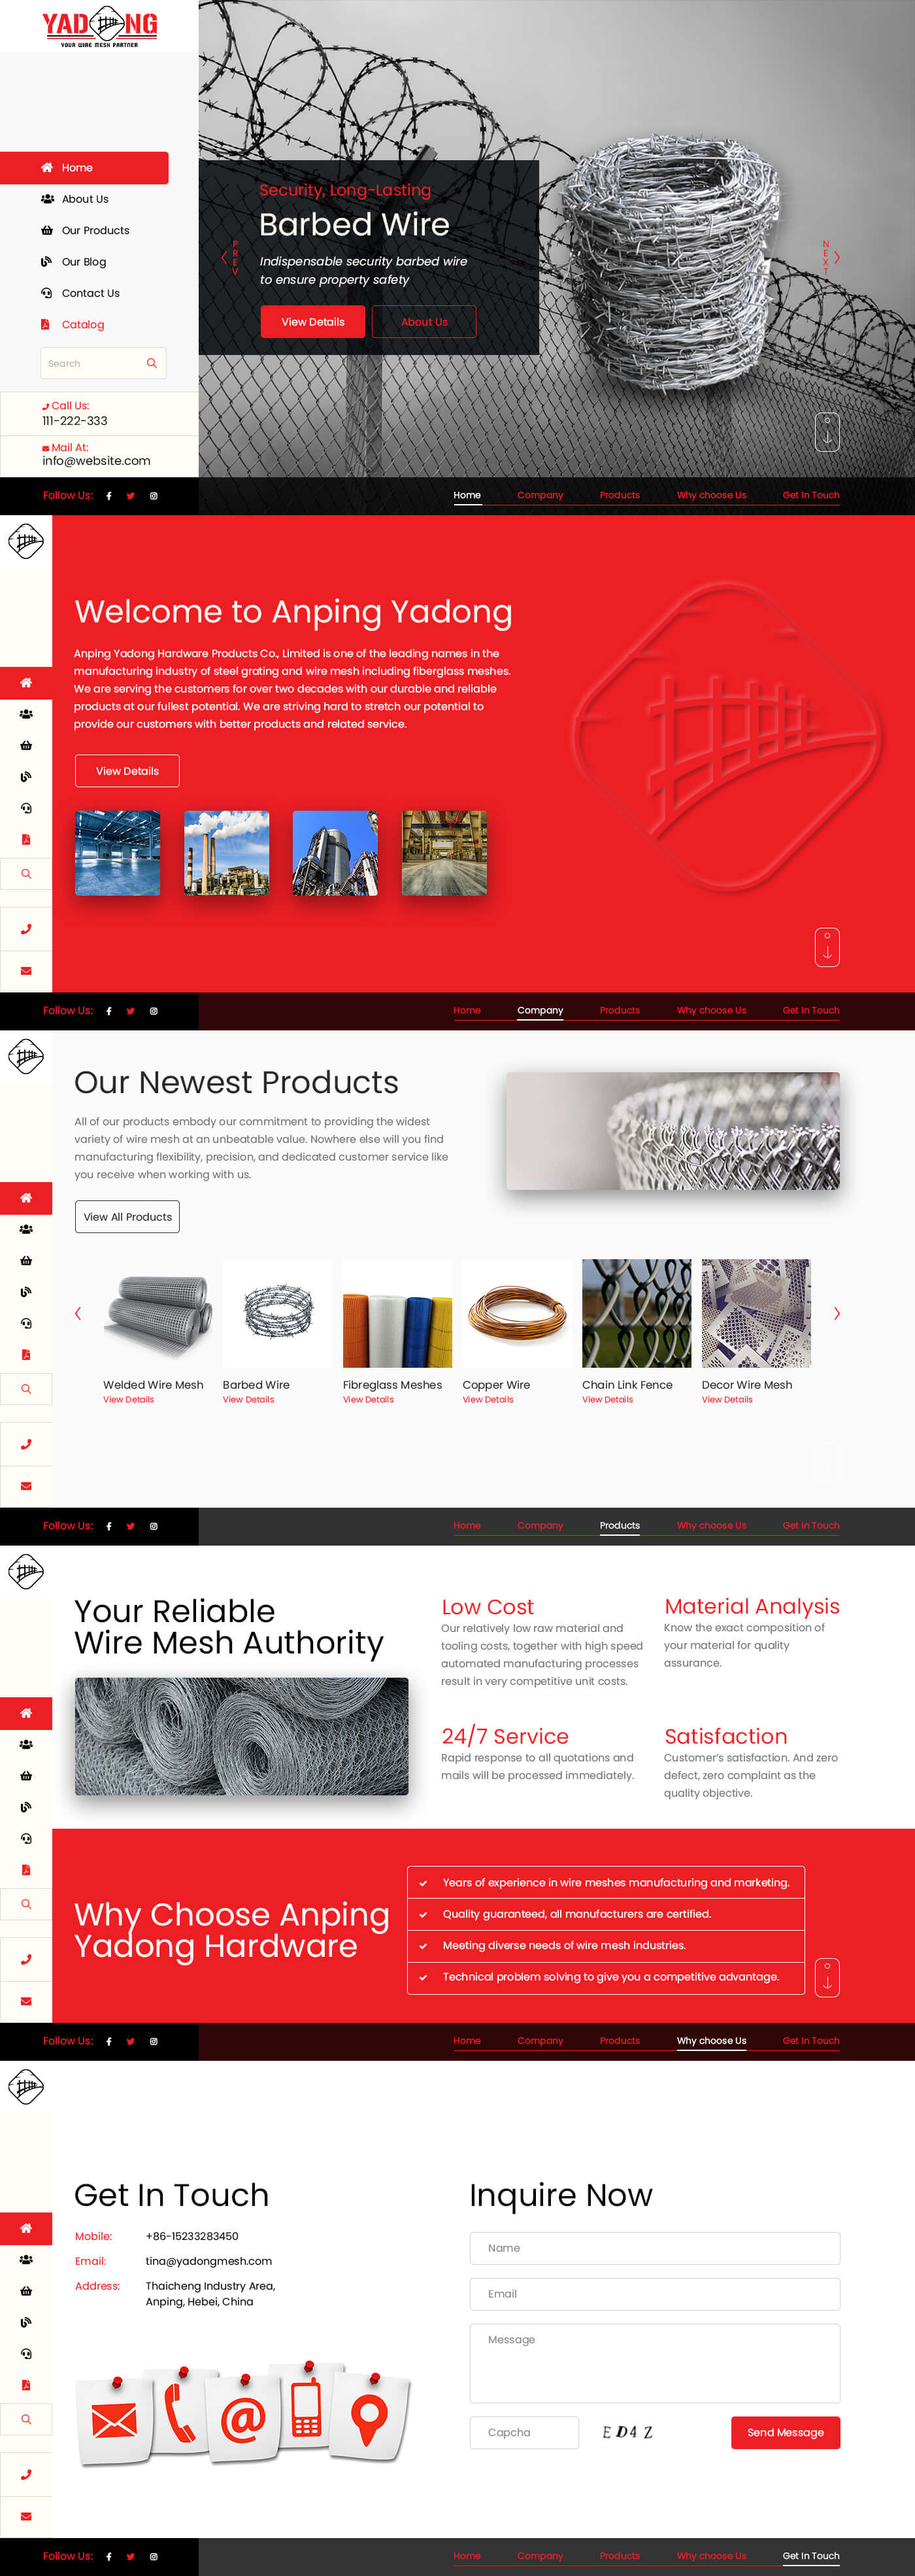 YADONG
YOUR WIRE MESH PARTNER
Home
About Us
Our Products
Our Blog
Contact Us
Catalog
Search
Call Us:
111-222-333
Mail At:
info@website.com
PREV
Security, Long-Lasting
Barbed Wire
Indispensable security barbed wire
to ensure property safety
View Details
About Us
NEXT
Follow Us:
Home Company Products Why choose Us Get In Touch
Welcome to Anping Yadong
Anping Yadong Hardware Products Co., Limited is one of the leading names in the
manufacturing industry of steel grating and wire mesh including fiberglass meshes.
We are serving the customers for over two decades with our durable and reliable
products at our fullest potential. We are striving hard to stretch our potential to
provide our customers with better products and related service.
View Details
Follow Us:
Home Company Products Why choose Us Get In Touch
Our Newest Products
All of our products embody our commitment to providing the widest
variety of wire mesh at an unbeatable value. Nowhere else will you find
manufacturing flexibility, precision, and dedicated customer service like
you receive when working with us.
View All Products
Welded Wire Mesh
View Details
Barbed Wire
View Details
Fibreglass Meshes
View Details
Copper Wire
View Details
Chain Link Fence
View Details
Decor Wire Mesh
View Details
Follow Us:
Home Company Products Why choose Us Get In Touch
Your Reliable
Wire Mesh Authority
Low Cost
Our relatively low raw material and
tooling costs, together with high speed
automated manufacturing processes
result in very competitive unit costs.
Material Analysis
Know the exact composition of
your material for quality
assurance.
24/7 Service
Rapid response to all quotations and
mails will be processed immediately.
Satisfaction
Customer's satisfaction. And zero
defect, zero complaint as the
quality objective.
Why Choose Anping
Yadong Hardware
Years of experience in wire meshes manufacturing and marketing.
Quality guaranteed, all manufacturers are certified.
Meeting diverse needs of wire mesh industries.
Technical problem solving to give you a competitive advantage.
Follow Us:
Home Company Products Why choose Us Get In Touch
Get In Touch
Mobile: +86-15233283450
Email: tina@yadongmesh.com
Address: Thaicheng Industry Area,
Anping, Hebei, China
@
Inquire Now
Name
Email
Message
Capcha
E D4 Z
Send Message
Follow Us:
Home Company Products Why choose Us Get In Touch